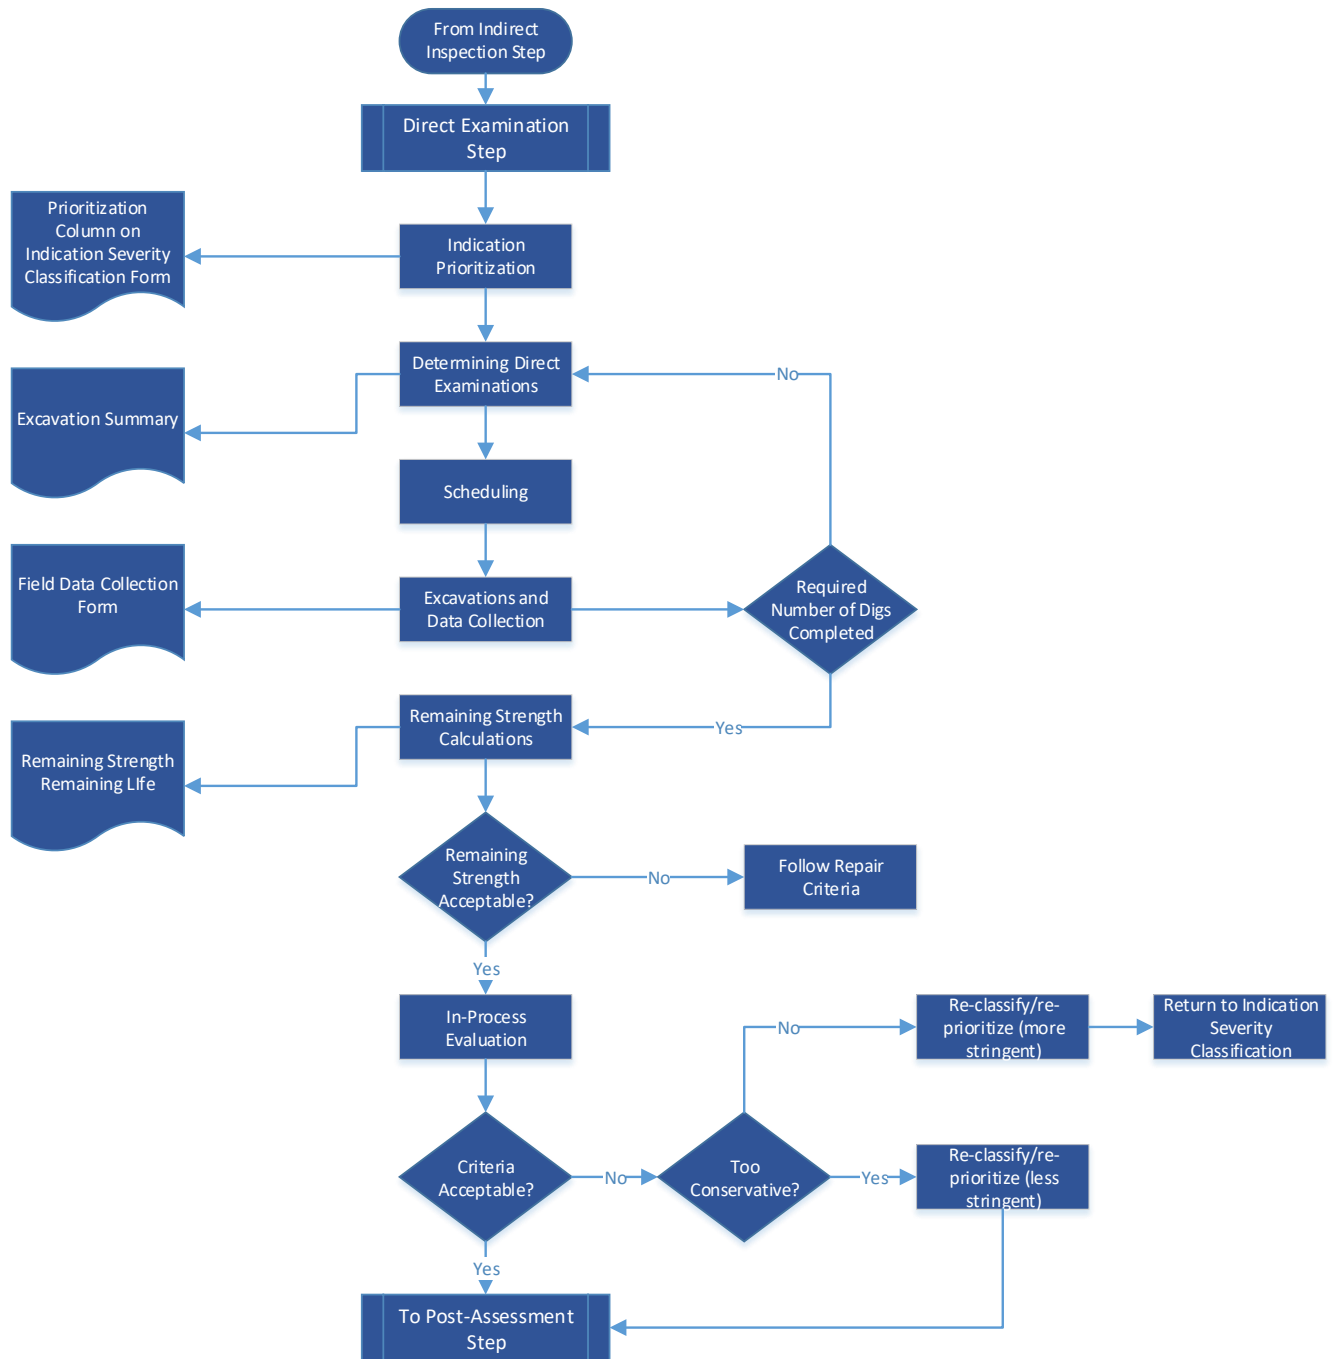 From Indirect
Inspection Step
Direct Examination
Step
Prioritization
Column on
Indication Severity
Classification Form
Indication
Prioritization
Determining Direct
Examinations
No
Excavation Summary
Scheduling
Field Data Collection
Form
Excavations and
Data Collection
Required
Number of Digs
Completed
Remaining Strength
Calculations
Yes
Remaining Strength
Remaining LIfe
Remaining
Strength
Acceptable?
No
Follow Repair
Criteria
Yes
In-Process
Evaluation
No
Re-classify/re-
prioritize (more
stringent)
Return to Indication
Severity
Classification
Criteria
Acceptable?
No
Too
Conservative?
Yes
Re-classify/re-
prioritize (less
stringent)
Yes
To Post-Assessment
Step